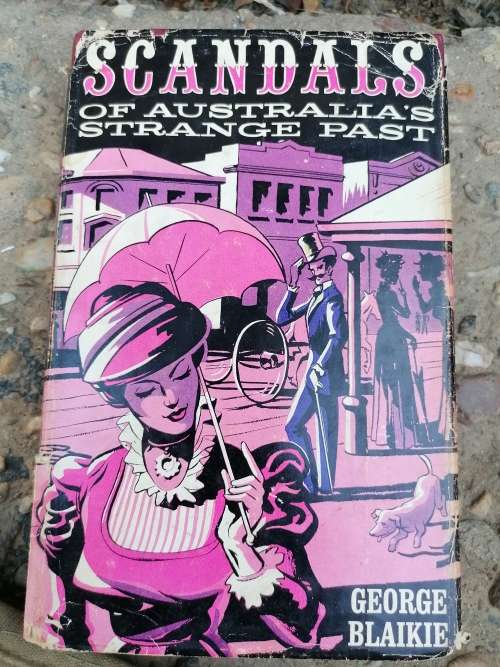 SCANDALS
OF AUSTRALIA'S
STRANGE PAST
GEORGE
BLAIKIE